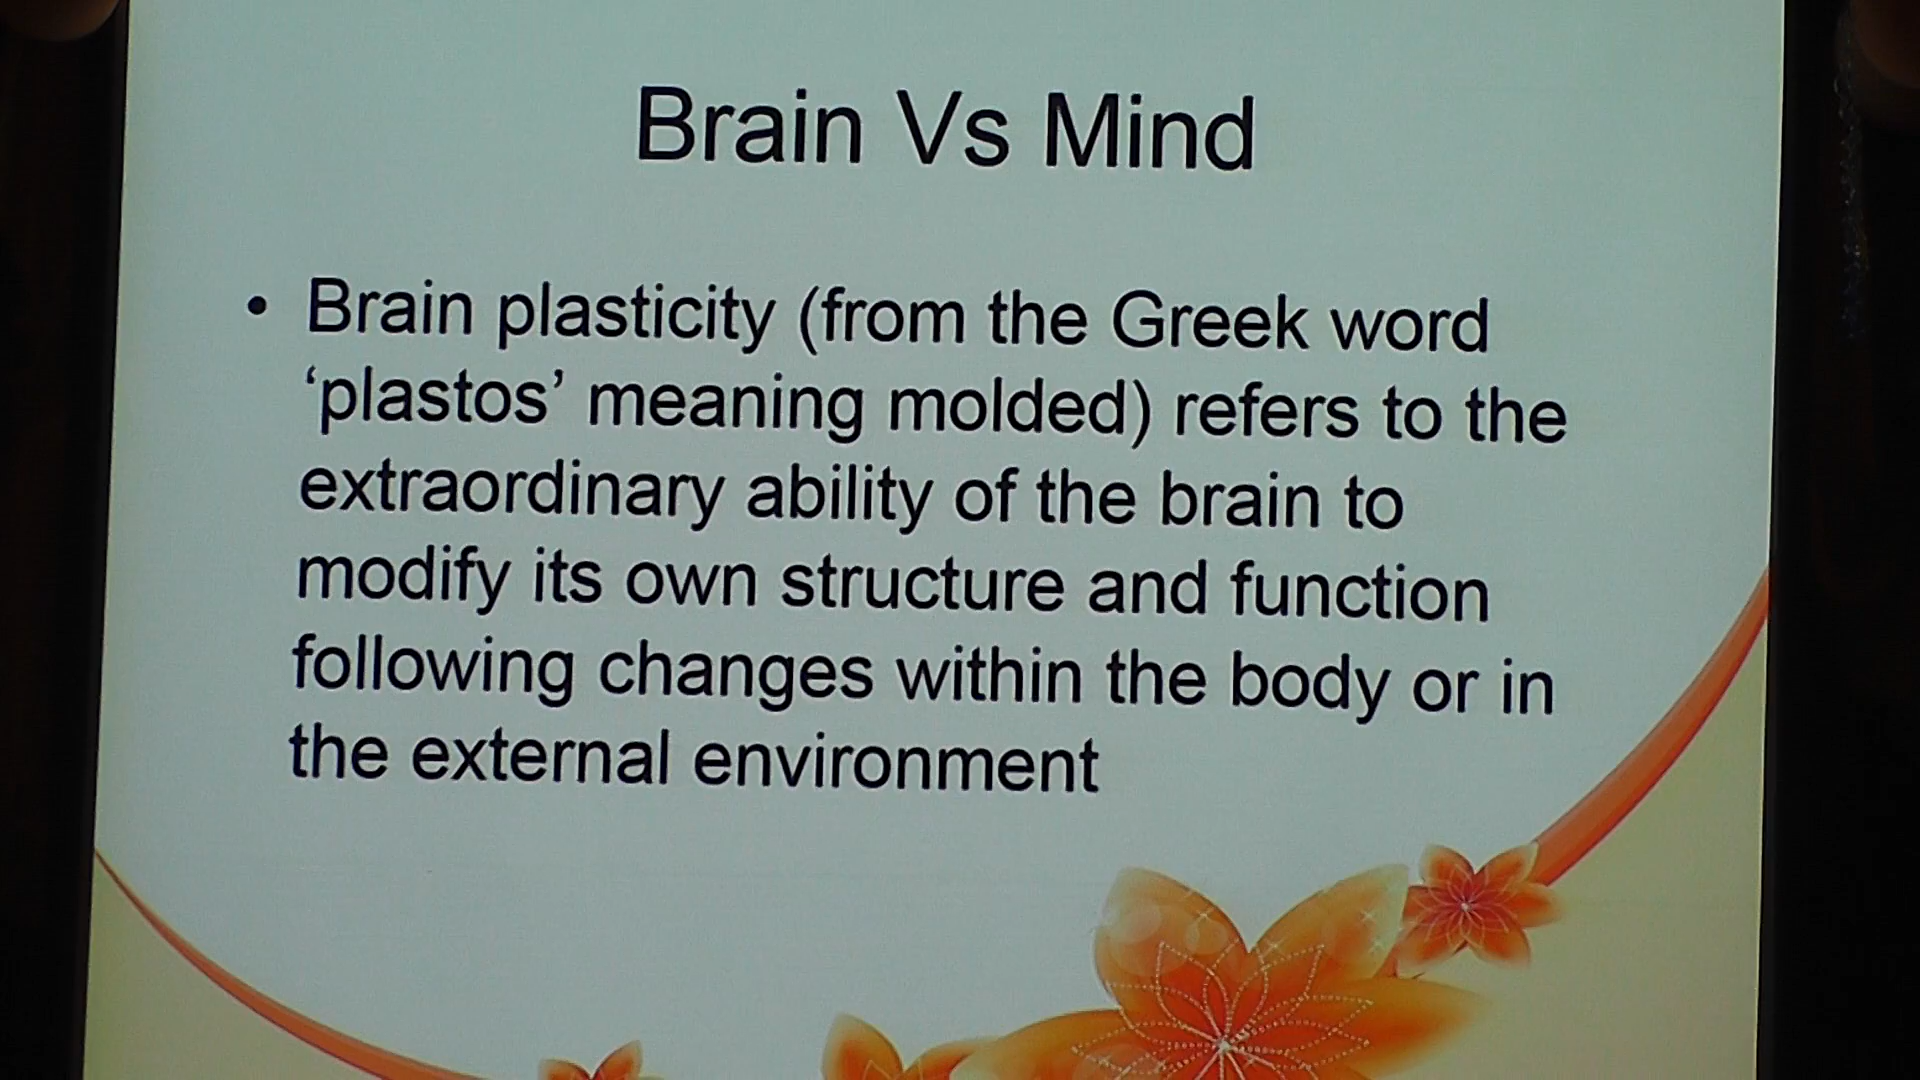 Brain Vs Mind
• Brain plasticity (from the Greek word
‘plastos’ meaning molded) refers to the
extraordinary ability of the brain to
modify its own structure and function
following changes within the body or in
the external environment